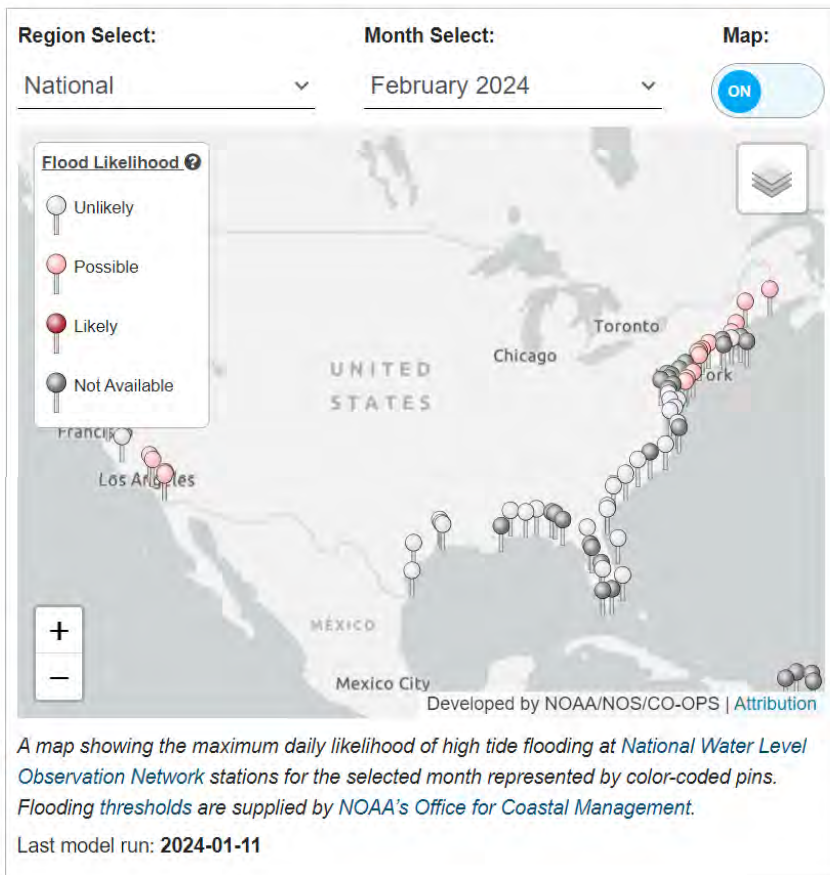 Region Select:
Month Select:
Map:
National
February 2024
ON
Flood Likelihood ?
Unlikely
Possible
Likely
Not Available
Toronto
Chicago
ork
UNITED
STATES
Francisco
Los Angeles
MÉXICO
Mexico City
+
−
Developed by NOAA/NOS/CO-OPS | Attribution
A map showing the maximum daily likelihood of high tide flooding at National Water Level
Observation Network stations for the selected month represented by color-coded pins.
Flooding thresholds are supplied by NOAA's Office for Coastal Management.
Last model run: 2024-01-11